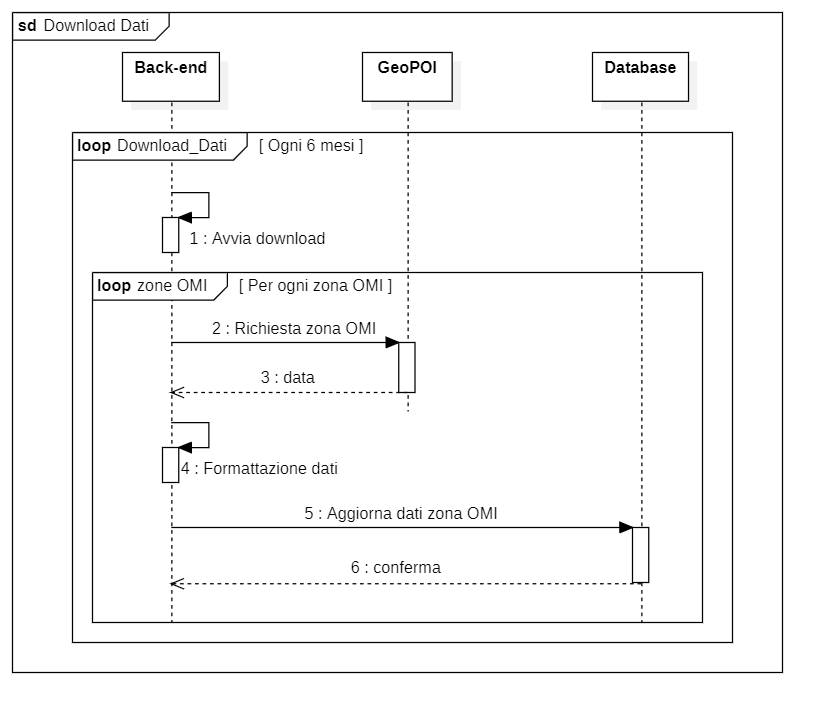 sd Download Dati
Back-end
GeoPOI
Database
loop Download_Dati [ Ogni 6 mesi ]
1 : Avvia download
loop zone OMI [ Per ogni zona OMI ]
2 : Richiesta zona OMI
3 : data
4 : Formattazione dati
5 : Aggiorna dati zona OMI
6 : conferma